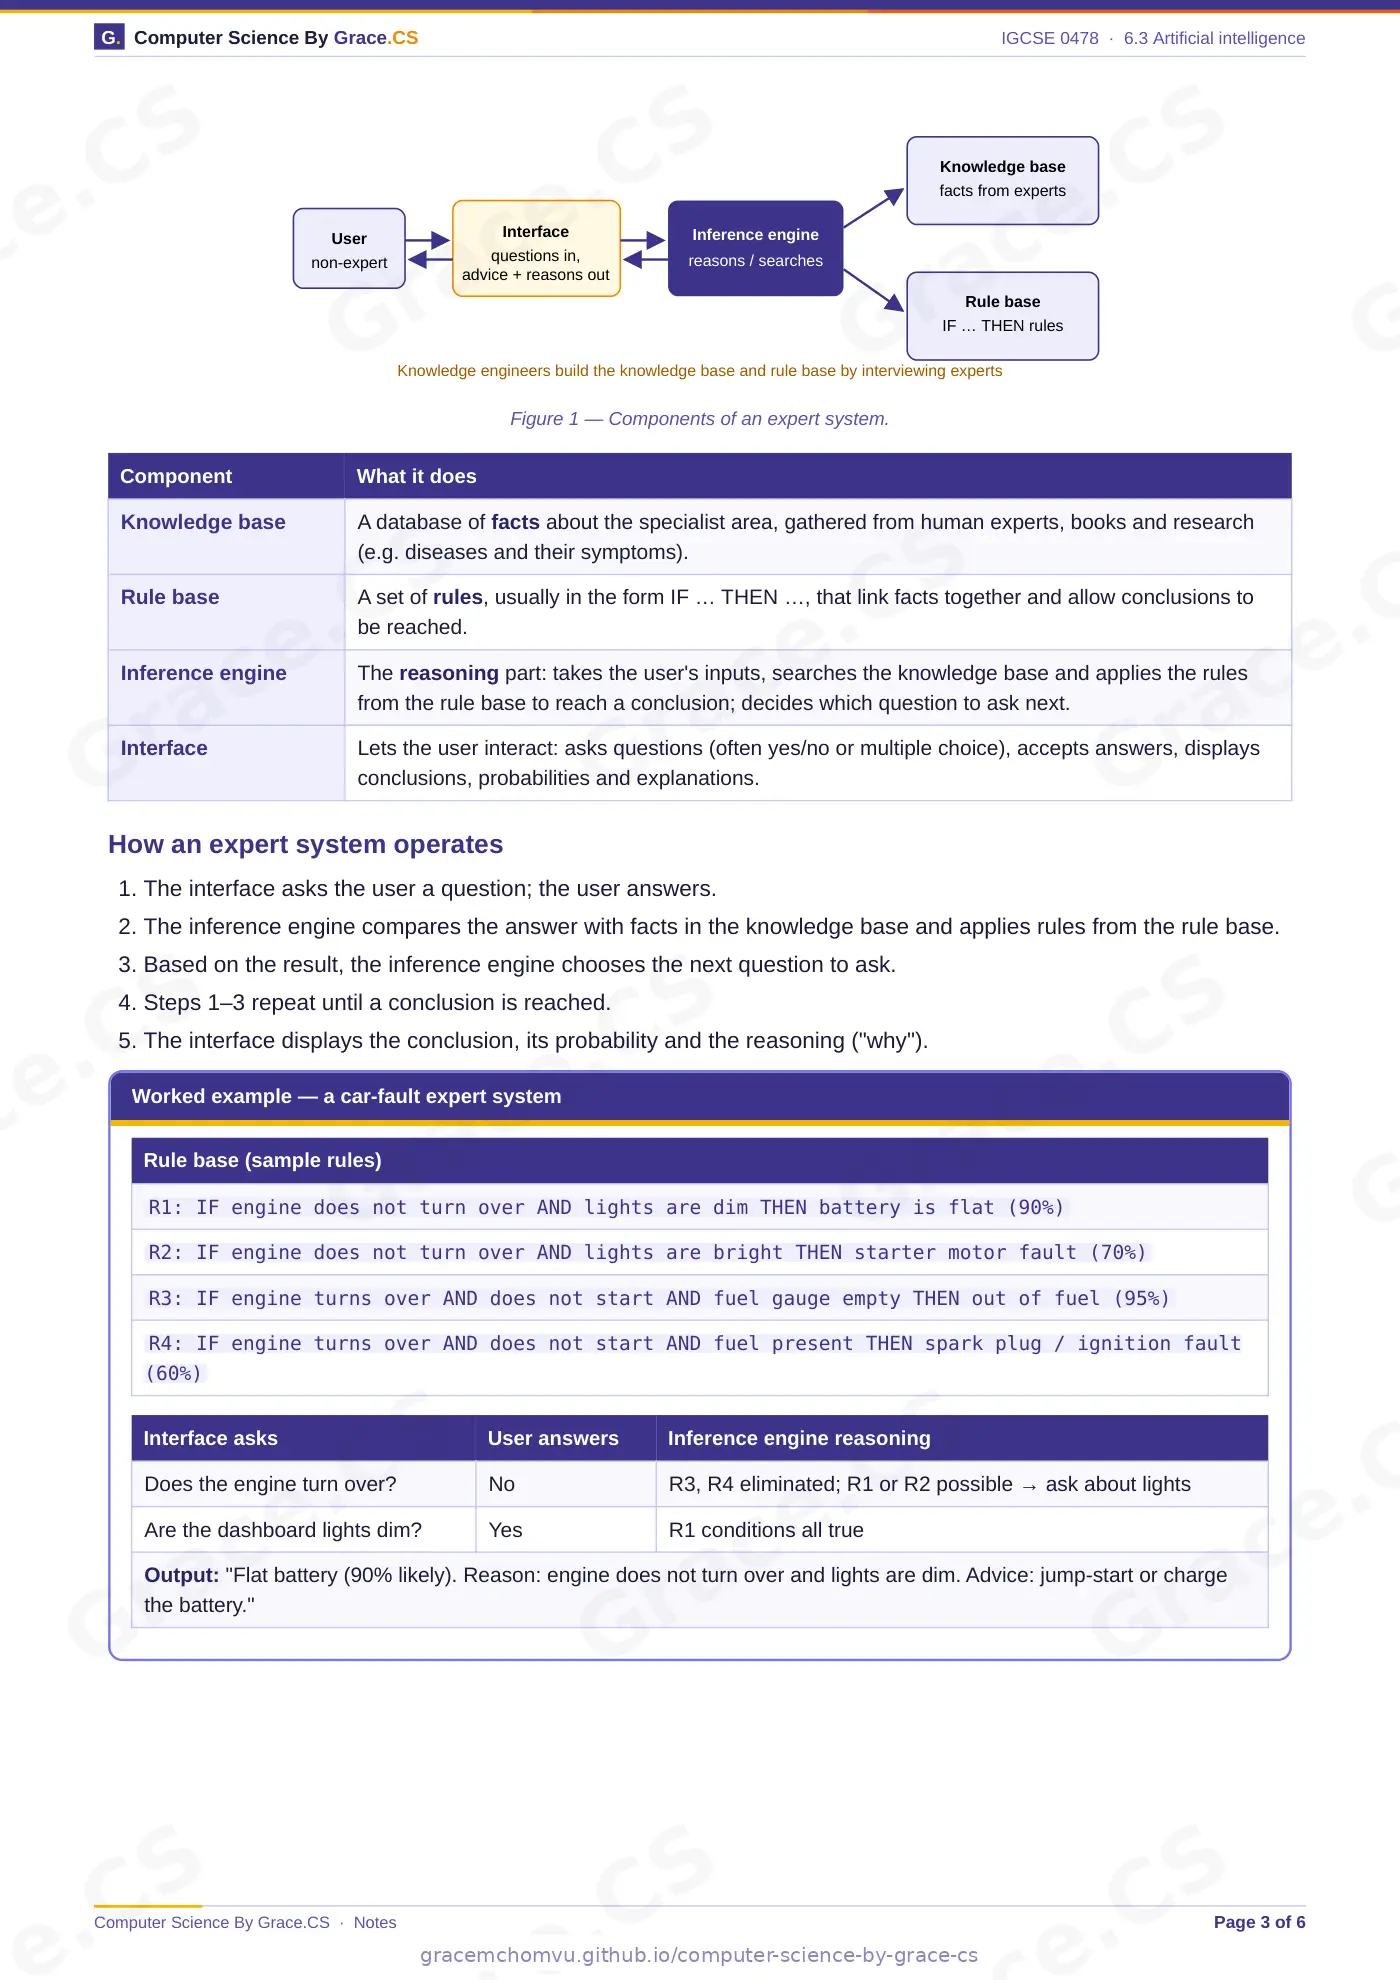 G. Computer Science By Grace.CS
IGCSE 0478 · 6.3 Artificial intelligence
User
non-expert
Interface
questions in,
advice + reasons out
Inference engine
reasons / searches
Knowledge base
facts from experts
Rule base
IF … THEN rules
Knowledge engineers build the knowledge base and rule base by interviewing experts
Figure 1 — Components of an expert system.
Component What it does
Knowledge base A database of facts about the specialist area, gathered from human experts, books and research
(e.g. diseases and their symptoms).
Rule base A set of rules, usually in the form IF … THEN …, that link facts together and allow conclusions to
be reached.
Inference engine The reasoning part: takes the user's inputs, searches the knowledge base and applies the rules
from the rule base to reach a conclusion; decides which question to ask next.
Interface Lets the user interact: asks questions (often yes/no or multiple choice), accepts answers, displays
conclusions, probabilities and explanations.
How an expert system operates
1. The interface asks the user a question; the user answers.
2. The inference engine compares the answer with facts in the knowledge base and applies rules from the rule base.
3. Based on the result, the inference engine chooses the next question to ask.
4. Steps 1–3 repeat until a conclusion is reached.
5. The interface displays the conclusion, its probability and the reasoning ("why").
Worked example — a car-fault expert system
Rule base (sample rules)
R1: IF engine does not turn over AND lights are dim THEN battery is flat (90%)
R2: IF engine does not turn over AND lights are bright THEN starter motor fault (70%)
R3: IF engine turns over AND does not start AND fuel gauge empty THEN out of fuel (95%)
R4: IF engine turns over AND does not start AND fuel present THEN spark plug / ignition fault
(60%)
Interface asks User answers Inference engine reasoning
Does the engine turn over? No R3, R4 eliminated; R1 or R2 possible → ask about lights
Are the dashboard lights dim? Yes R1 conditions all true
Output: "Flat battery (90% likely). Reason: engine does not turn over and lights are dim. Advice: jump-start or charge
the battery."
Computer Science By Grace.CS · Notes
Page 3 of 6
gracemchomvu.github.io/computer-science-by-grace-cs